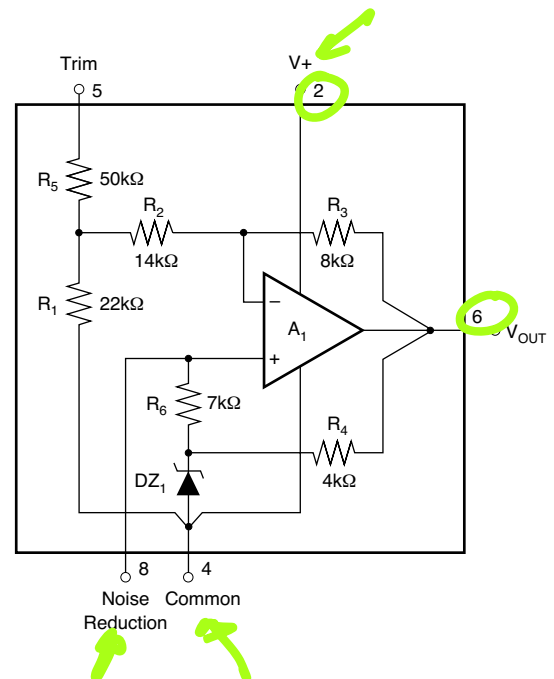 Trim
V+
5
2
R5
50kΩ
R2
R3
14kΩ
8kΩ
R1
22kΩ
−
A1
+
6
VOUT
R6
7kΩ
R4
DZ1
4kΩ
8
4
Noise
Reduction
Common